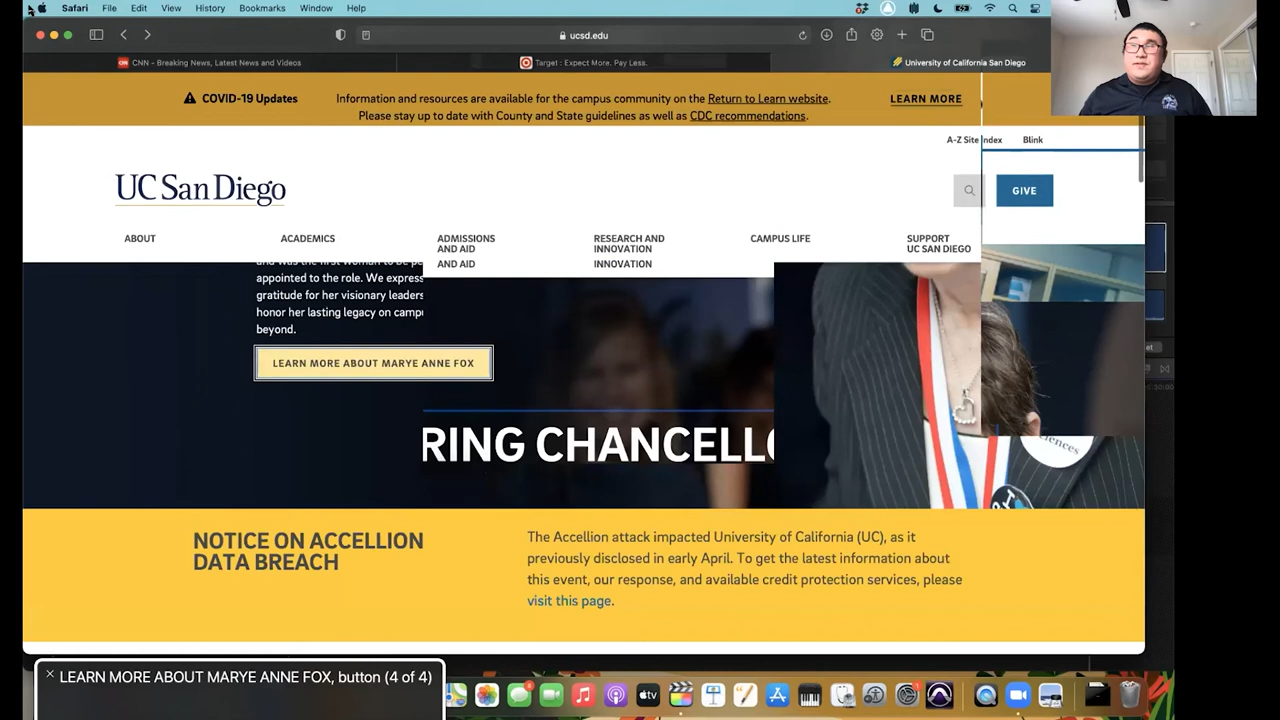 Safari File Edit View History Bookmarks Window Help
ucsd.edu
CNN - Breaking News, Latest News and Videos
Target : Expect More. Pay Less.
University of California San Diego
COVID-19 Updates
Information and resources are available for the campus community on the Return to Learn website.
Please stay up to date with County and State guidelines as well as CDC recommendations.
LEARN MORE
A-Z Site Index Blink
UC San Diego
GIVE
ABOUT
ACADEMICS
ADMISSIONS
AND AID
AND AID
RESEARCH AND
INNOVATION
INNOVATION
CAMPUS LIFE
SUPPORT
UC SAN DIEGO
appointed to the role. We express
gratitude for her visionary leaders
honor her lasting legacy on campu
beyond.
LEARN MORE ABOUT MARYE ANNE FOX
RING CHANCELLO
NOTICE ON ACCELLION
DATA BREACH
The Accellion attack impacted University of California (UC), as it
previously disclosed in early April. To get the latest information about
this event, our response, and available credit protection services, please
visit this page.
LEARN MORE ABOUT MARYE ANNE FOX, button (4 of 4)
tv